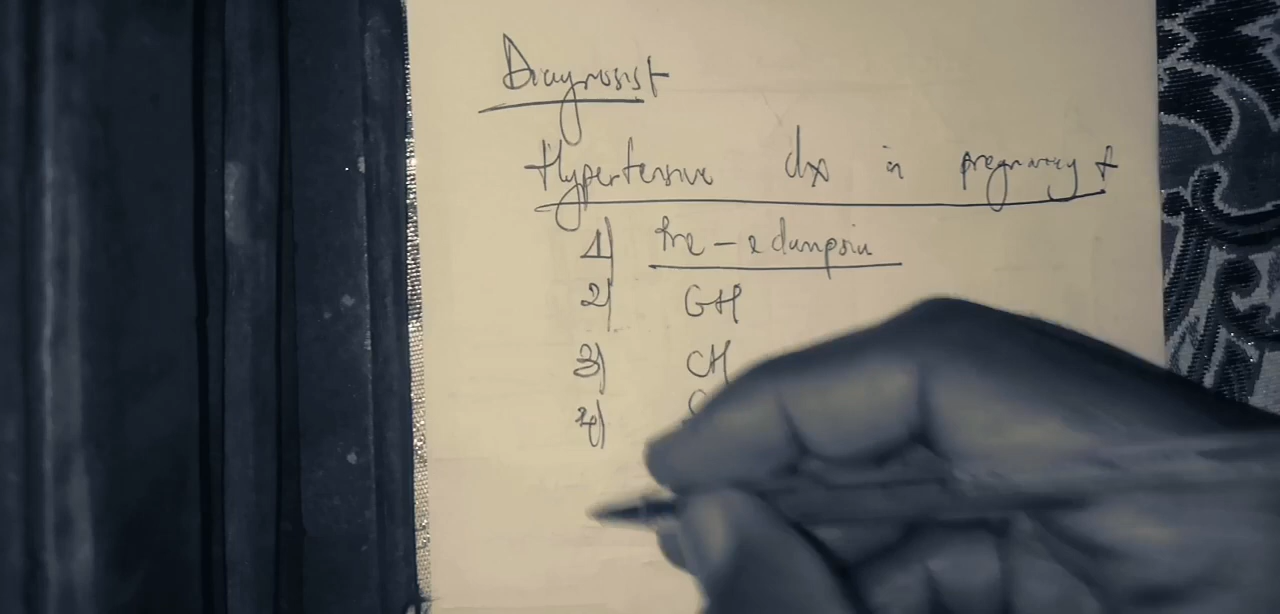 Diagnosis:-
Hypertensive dx in pregnancy :-
1) Pre-eclampsia
2) GH
3) CH
4)